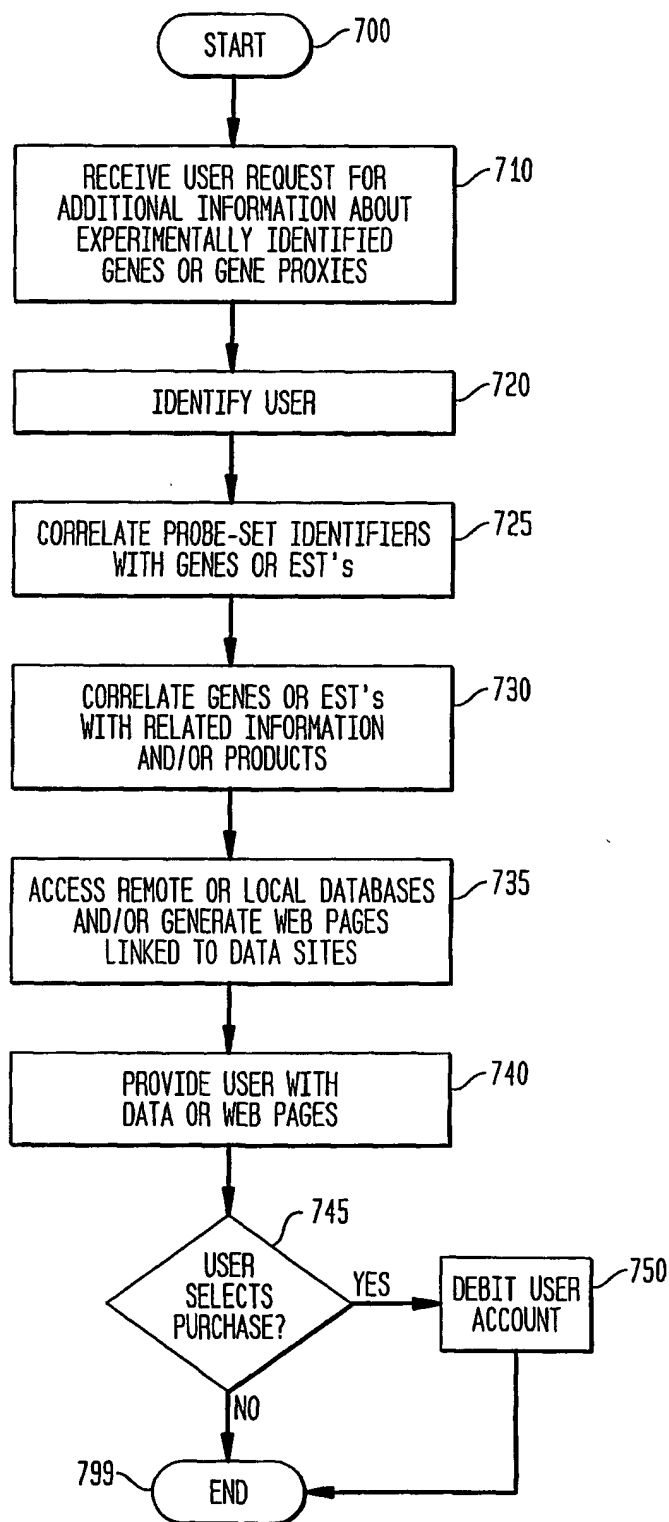 START
700
RECEIVE USER REQUEST FOR
ADDITIONAL INFORMATION ABOUT
EXPERIMENTALLY IDENTIFIED
GENES OR GENE PROXIES
710
IDENTIFY USER
720
CORRELATE PROBE-SET IDENTIFIERS
WITH GENES OR EST's
725
CORRELATE GENES OR EST's
WITH RELATED INFORMATION
AND/OR PRODUCTS
730
ACCESS REMOTE OR LOCAL DATABASES
AND/OR GENERATE WEB PAGES
LINKED TO DATA SITES
735
PROVIDE USER WITH
DATA OR WEB PAGES
740
USER
SELECTS
PURCHASE?
745
YES
DEBIT USER
ACCOUNT
750
NO
799
END